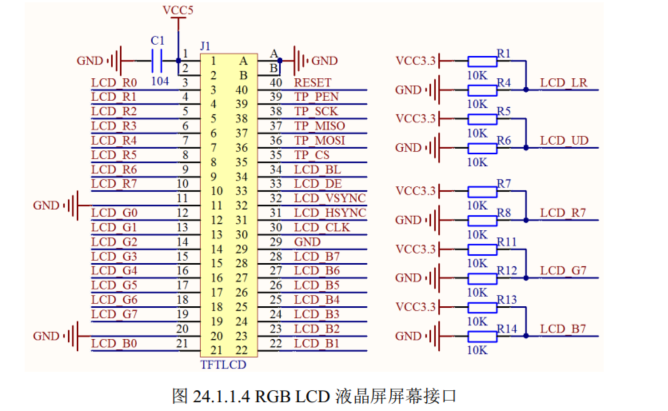 VCC5
C1
J1
GND
104
GND
1 1 A A
2 2 B B
LCD_R0 3 3 40 40 RESET
LCD_R1 4 4 39 39 TP_PEN
LCD_R2 5 5 38 38 TP_SCK
LCD_R3 6 6 37 37 TP_MISO
LCD_R4 7 7 36 36 TP_MOSI
LCD_R5 8 8 35 35 TP_CS
LCD_R6 9 9 34 34 LCD_BL
LCD_R7 10 10 33 33 LCD_DE
GND 11 11 32 32 LCD_VSYNC
LCD_G0 12 12 31 31 LCD_HSYNC
LCD_G1 13 13 30 30 LCD_CLK
LCD_G2 14 14 29 29 GND
LCD_G3 15 15 28 28 LCD_B7
LCD_G4 16 16 27 27 LCD_B6
LCD_G5 17 17 26 26 LCD_B5
LCD_G6 18 18 25 25 LCD_B4
LCD_G7 19 19 24 24 LCD_B3
GND 20 20 23 23 LCD_B2
LCD_B0 21 21 22 22 LCD_B1
TFTLCD
VCC3.3 R1
10K
GND R4 LCD_LR
10K
VCC3.3 R5
10K
GND R6 LCD_UD
10K
VCC3.3 R7
10K
GND R8 LCD_R7
10K
VCC3.3 R11
10K
GND R12 LCD_G7
10K
VCC3.3 R13
10K
GND R14 LCD_B7
10K
图 24.1.1.4 RGB LCD 液晶屏屏幕接口